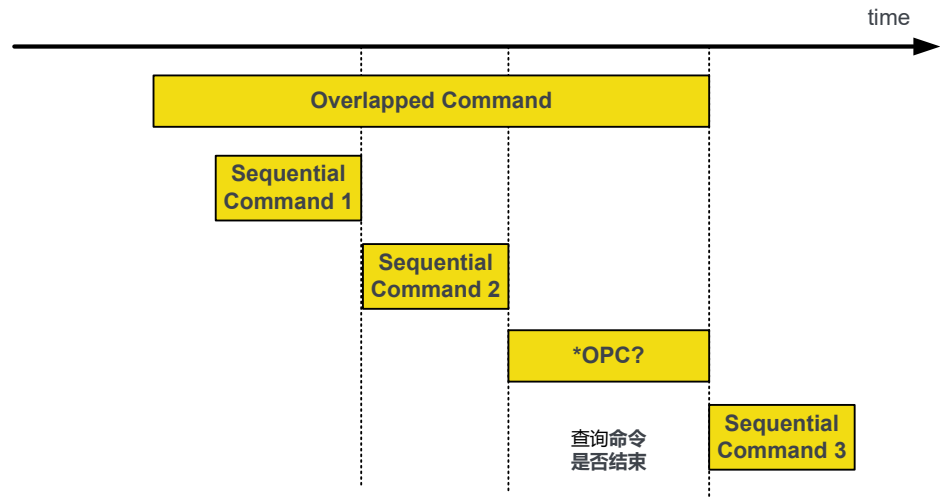 time
Overlapped Command
Sequential
Command 1
Sequential
Command 2
*OPC?
查询命令
是否结束
Sequential
Command 3